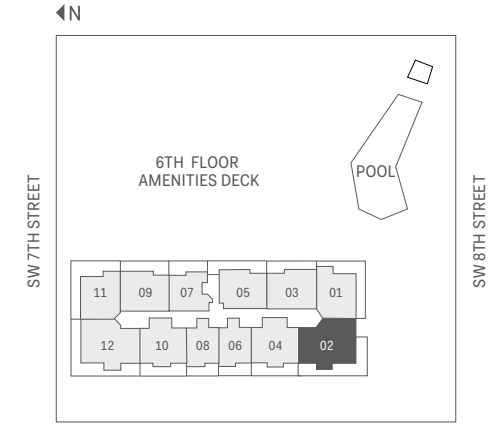 N
6TH FLOOR
AMENITIES DECK
POOL
SW 7TH STREET
SW 8TH STREET
11 09 07 05 03 01
12 10 08 06 04 02